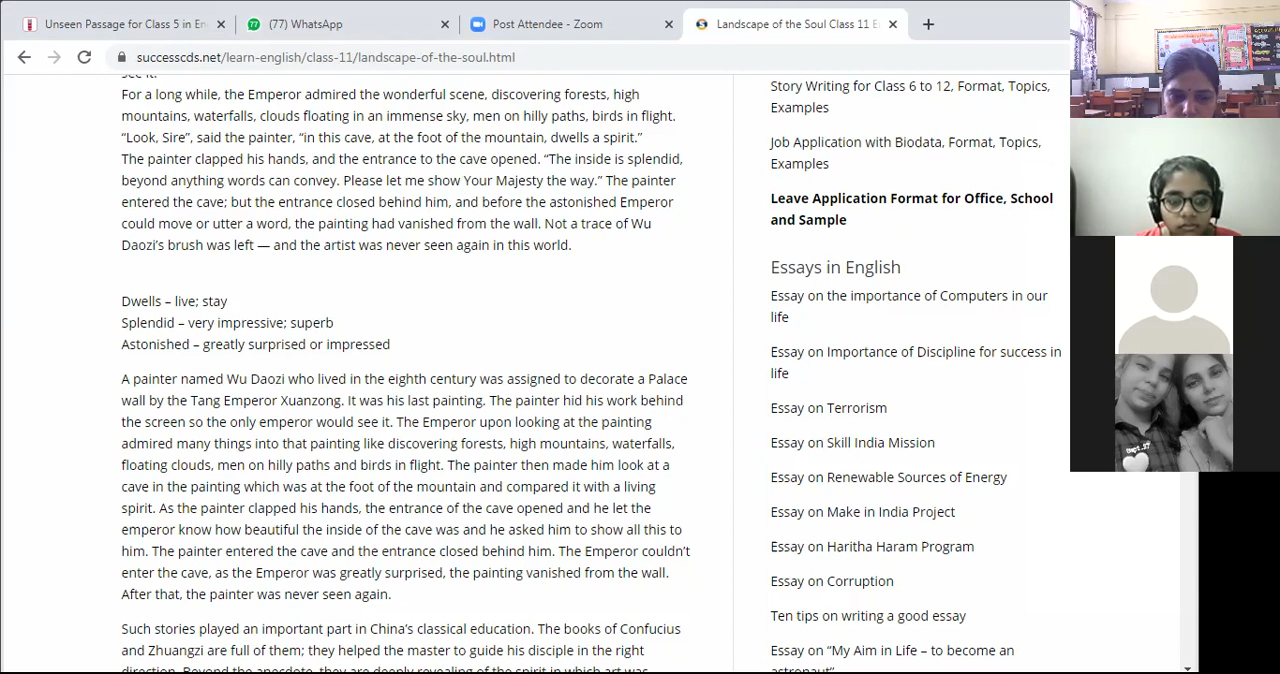 Unseen Passage for Class 5 in En
(77) WhatsApp
Post Attendee - Zoom
Landscape of the Soul Class 11 E
successcds.net/learn-english/class-11/landscape-of-the-soul.html
see it.
For a long while, the Emperor admired the wonderful scene, discovering forests, high
mountains, waterfalls, clouds floating in an immense sky, men on hilly paths, birds in flight.
“Look, Sire”, said the painter, “in this cave, at the foot of the mountain, dwells a spirit.”
The painter clapped his hands, and the entrance to the cave opened. “The inside is splendid,
beyond anything words can convey. Please let me show Your Majesty the way.” The painter
entered the cave; but the entrance closed behind him, and before the astonished Emperor
could move or utter a word, the painting had vanished from the wall. Not a trace of Wu
Daozi’s brush was left — and the artist was never seen again in this world.
Dwells – live; stay
Splendid – very impressive; superb
Astonished – greatly surprised or impressed
A painter named Wu Daozi who lived in the eighth century was assigned to decorate a Palace
wall by the Tang Emperor Xuanzong. It was his last painting. The painter hid his work behind
the screen so the only emperor would see it. The Emperor upon looking at the painting
admired many things into that painting like discovering forests, high mountains, waterfalls,
floating clouds, men on hilly paths and birds in flight. The painter then made him look at a
cave in the painting which was at the foot of the mountain and compared it with a living
spirit. As the painter clapped his hands, the entrance of the cave opened and he let the
emperor know how beautiful the inside of the cave was and he asked him to show all this to
him. The painter entered the cave and the entrance closed behind him. The Emperor couldn’t
enter the cave, as the Emperor was greatly surprised, the painting vanished from the wall.
After that, the painter was never seen again.
Such stories played an important part in China’s classical education. The books of Confucius
and Zhuangzi are full of them; they helped the master to guide his disciple in the right
direction. Beyond the anecdote, they are deeply revealing of the spirit in which art was
Story Writing for Class 6 to 12, Format, Topics,
Examples
Job Application with Biodata, Format, Topics,
Examples
Leave Application Format for Office, School
and Sample
Essays in English
Essay on the importance of Computers in our
life
Essay on Importance of Discipline for success in
life
Essay on Terrorism
Essay on Skill India Mission
Essay on Renewable Sources of Energy
Essay on Make in India Project
Essay on Haritha Haram Program
Essay on Corruption
Ten tips on writing a good essay
Essay on “My Aim in Life – to become an
astronaut”